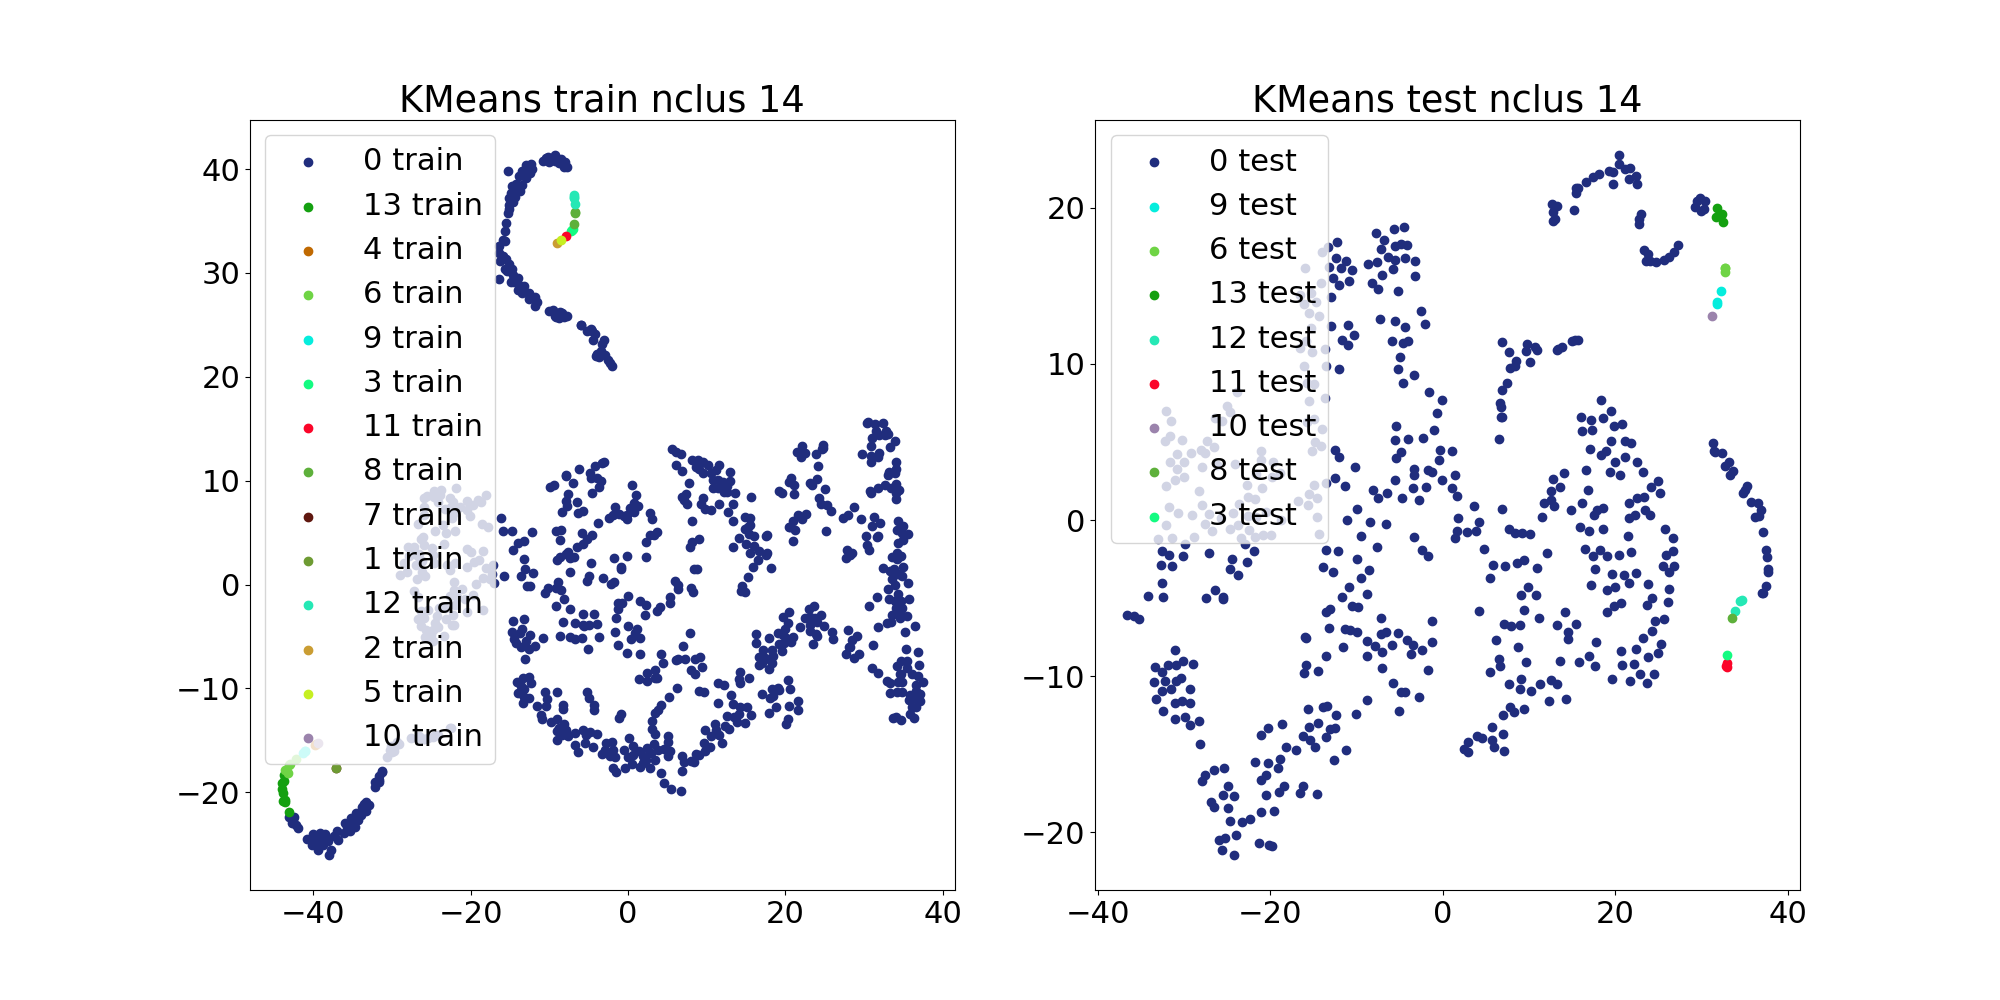 KMeans train nclus 14
40
30
20
10
0
−10
−20
−40
−20
0
20
40
0 train
13 train
4 train
6 train
9 train
3 train
11 train
8 train
7 train
1 train
12 train
2 train
5 train
10 train
KMeans test nclus 14
20
10
0
−10
−20
−40
−20
0
20
40
0 test
9 test
6 test
13 test
12 test
11 test
10 test
8 test
3 test